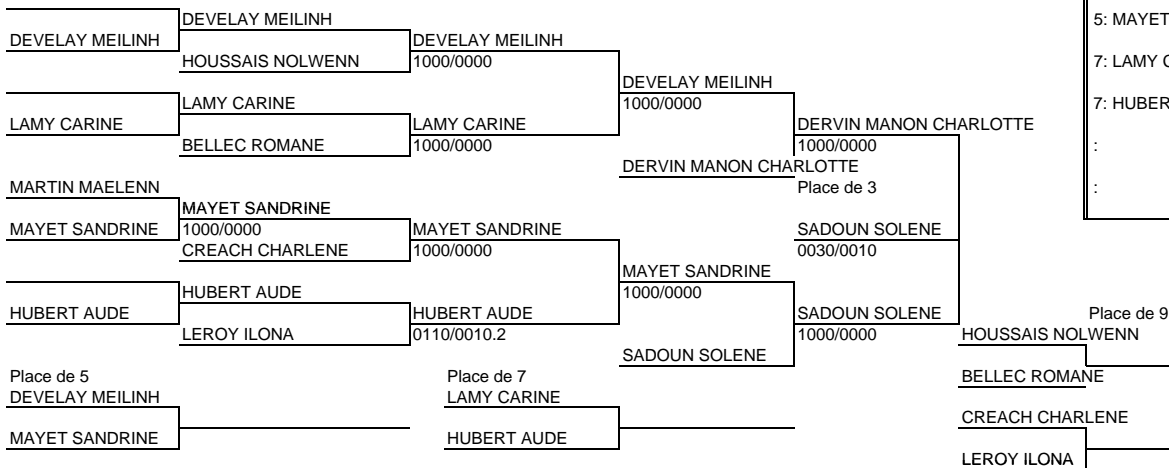 DEVELAY MEILINH
5: MAYET
DEVELAY MEILINH
DEVELAY MEILINH
HOUSSAIS NOLWENN
1000/0000
7: LAMY C
DEVELAY MEILINH
LAMY CARINE
1000/0000
7: HUBER
LAMY CARINE
LAMY CARINE
DERVIN MANON CHARLOTTE
BELLEC ROMANE
1000/0000
1000/0000
:
DERVIN MANON CHARLOTTE
MARTIN MAELENN
Place de 3
:
MAYET SANDRINE
MAYET SANDRINE
1000/0000
MAYET SANDRINE
SADOUN SOLENE
CREACH CHARLENE
1000/0000
0030/0010
MAYET SANDRINE
HUBERT AUDE
1000/0000
HUBERT AUDE
HUBERT AUDE
SADOUN SOLENE
Place de 9
LEROY ILONA
0110/0010.2
1000/0000
HOUSSAIS NOLWENN
SADOUN SOLENE
Place de 5
Place de 7
BELLEC ROMANE
DEVELAY MEILINH
LAMY CARINE
CREACH CHARLENE
MAYET SANDRINE
HUBERT AUDE
LEROY ILONA